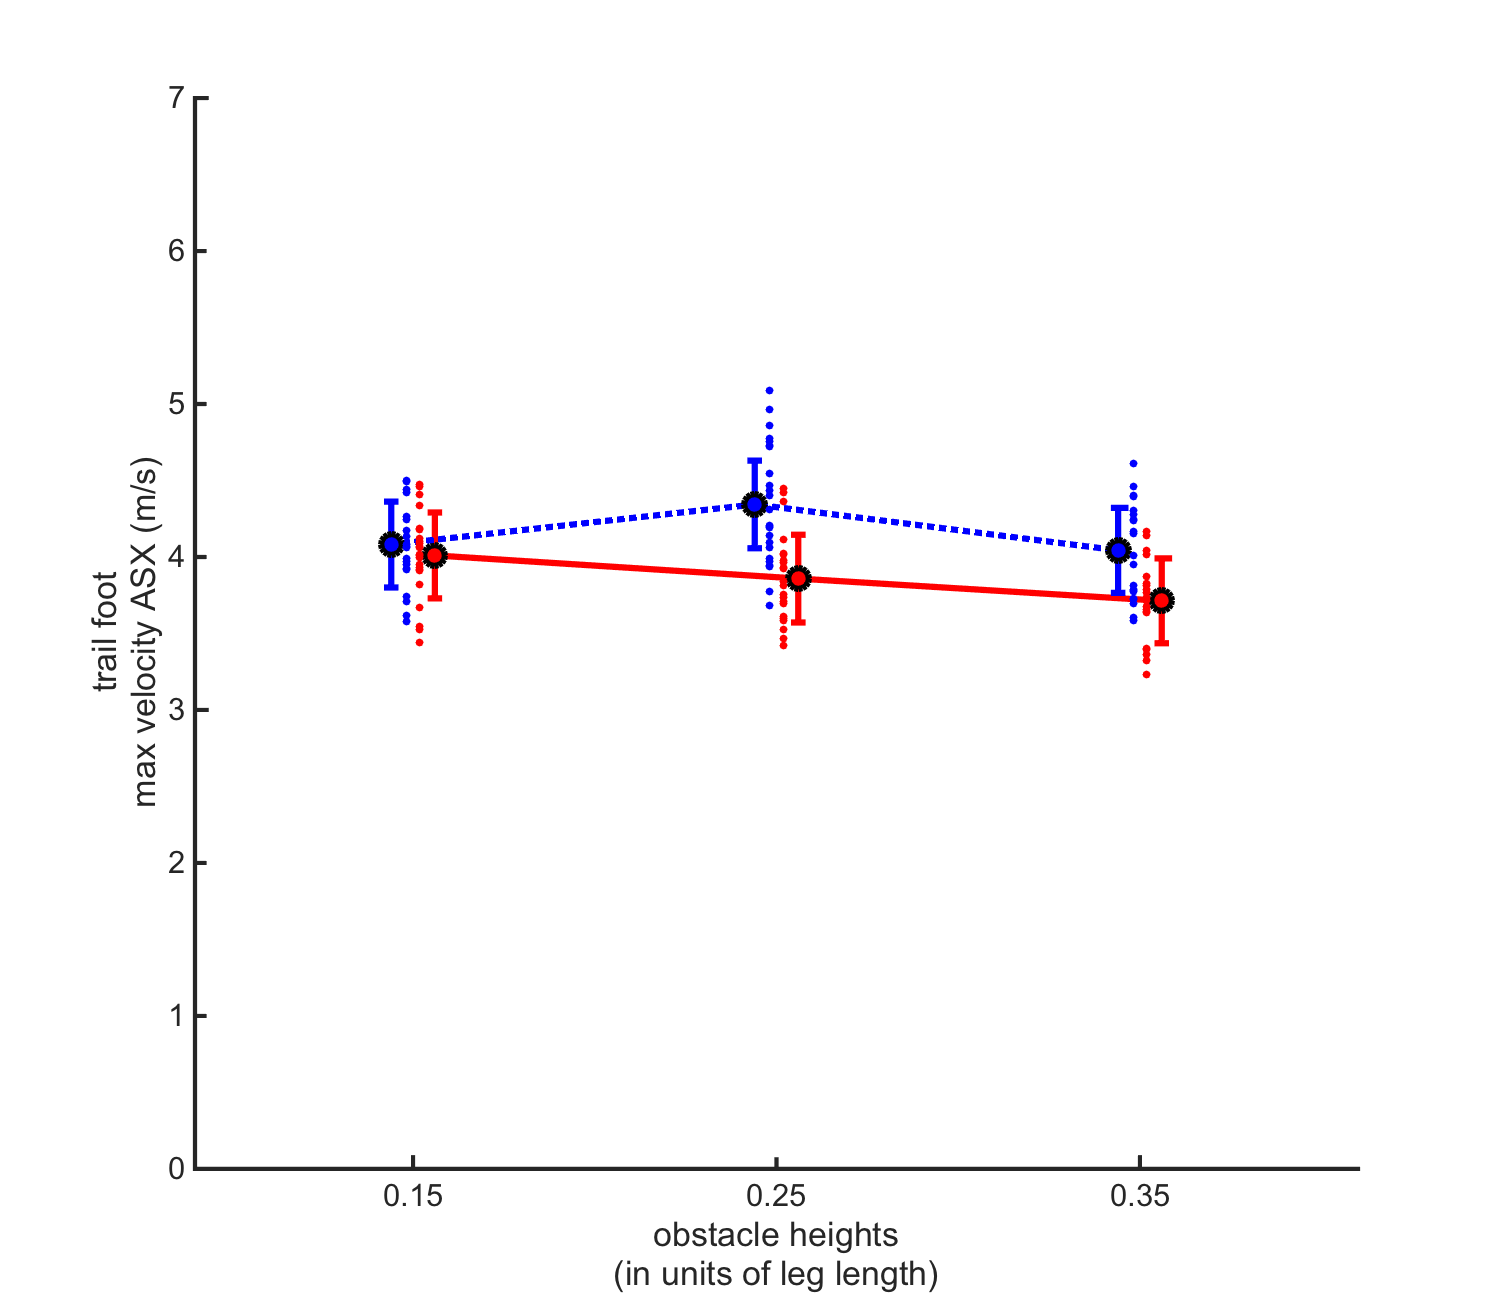 7
6
5
4
3
2
1
0
trail foot
max velocity ASX (m/s)
0.15 0.25 0.35
obstacle heights
(in units of leg length)